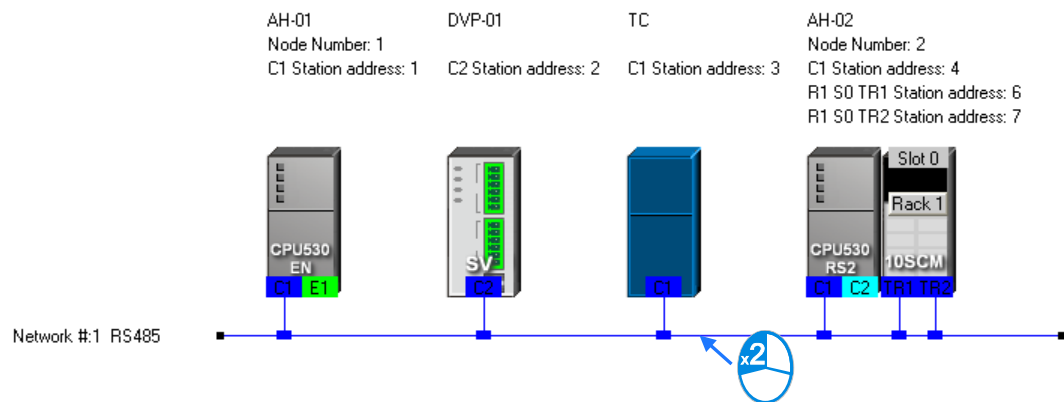 AH-01
Node Number: 1
C1 Station address: 1
DVP-01
C2 Station address: 2
TC
C1 Station address: 3
AH-02
Node Number: 2
C1 Station address: 4
R1 S0 TR1 Station address: 6
R1 S0 TR2 Station address: 7
CPU530
EN
C1 E1
SV
C2
C1
CPU530
RS2
C1 C2
Slot 0
Rack 1
10SCM
TR1 TR2
Network #:1 RS485
x2